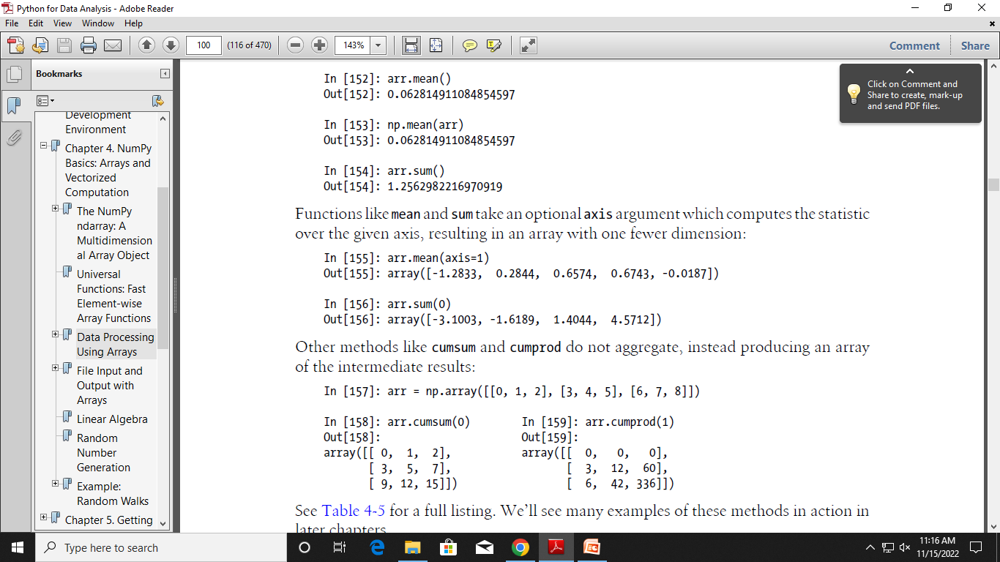 Python for Data Analysis - Adobe Reader
File Edit View Window Help
100 (116 of 470) 143% Comment Share
Bookmarks
Development
Environment
Chapter 4. NumPy
Basics: Arrays and
Vectorized
Computation
The NumPy
ndarray: A
Multidimension
al Array Object
Universal
Functions: Fast
Element-wise
Array Functions
Data Processing
Using Arrays
File Input and
Output with
Arrays
Linear Algebra
Random
Number
Generation
Example:
Random Walks
Chapter 5. Getting
In [152]: arr.mean()
Out[152]: 0.062814911084854597
In [153]: np.mean(arr)
Out[153]: 0.062814911084854597
In [154]: arr.sum()
Out[154]: 1.2562982216970919
Functions like mean and sum take an optional axis argument which computes the statistic
over the given axis, resulting in an array with one fewer dimension:
In [155]: arr.mean(axis=1)
Out[155]: array([-1.2833, 0.2844, 0.6574, 0.6743, -0.0187])
In [156]: arr.sum(0)
Out[156]: array([-3.1003, -1.6189, 1.4044, 4.5712])
Other methods like cumsum and cumprod do not aggregate, instead producing an array
of the intermediate results:
In [157]: arr = np.array([[0, 1, 2], [3, 4, 5], [6, 7, 8]])
In [158]: arr.cumsum(0) In [159]: arr.cumprod(1)
Out[158]: Out[159]:
array([[ 0, 1, 2], array([[ 0, 0, 0],
[ 3, 5, 7], [ 3, 12, 60],
[ 9, 12, 15]]) [ 6, 42, 336]])
See Table 4-5 for a full listing. We'll see many examples of these methods in action in
later chapters
Click on Comment and
Share to create, mark-up
and send PDF files.
Type here to search
11:16 AM
11/15/2022